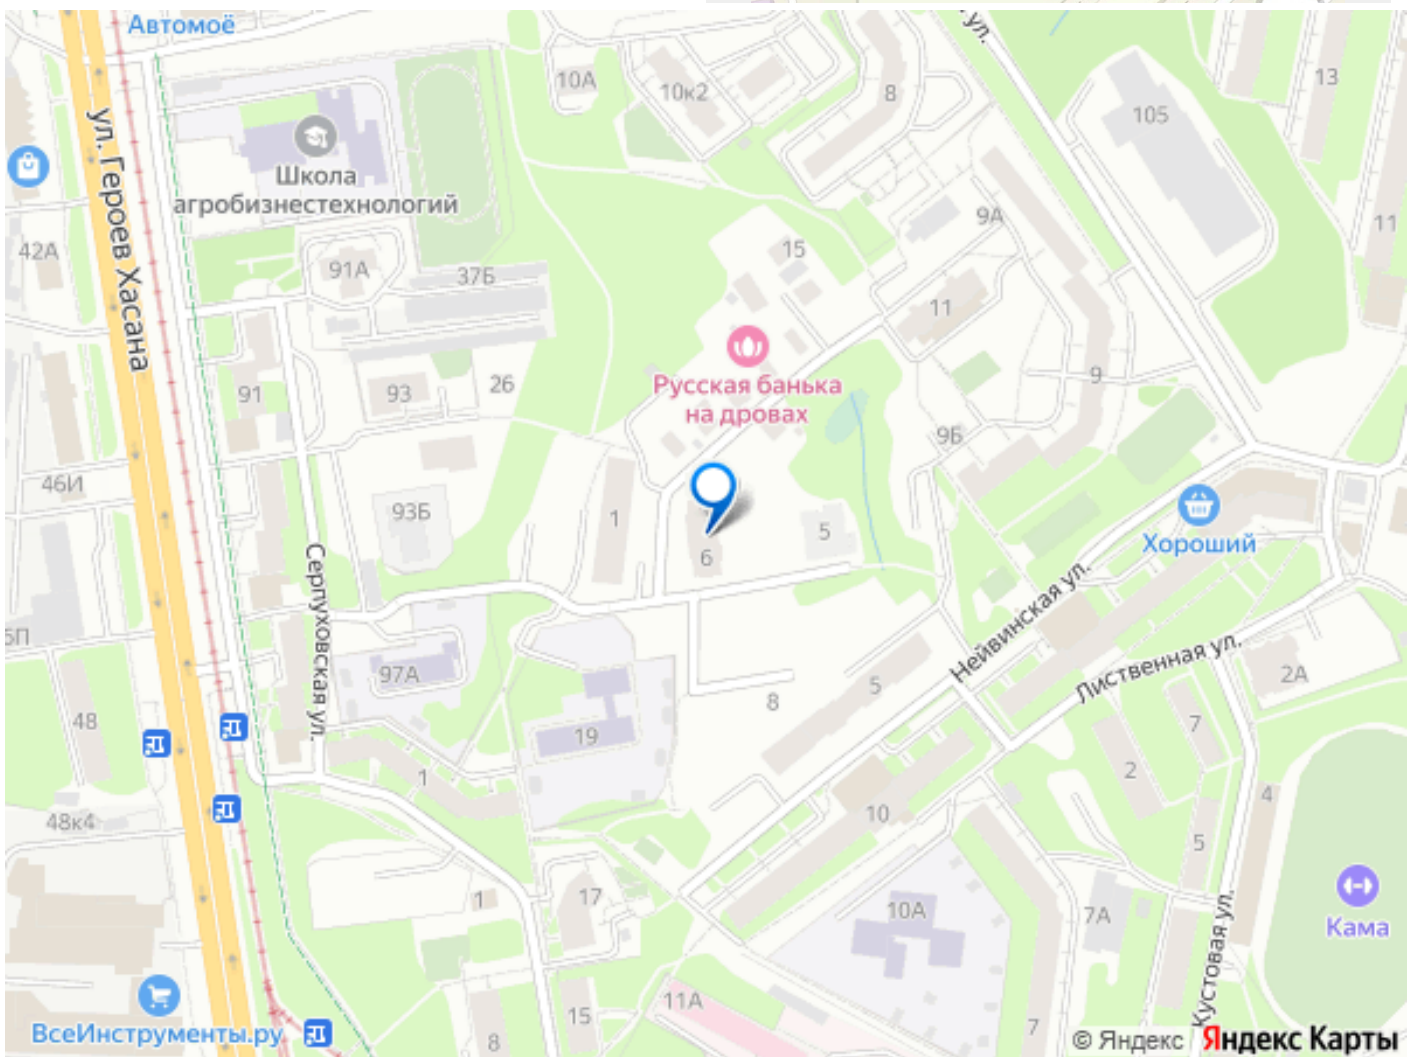 Автомоё
ул.
10А
10к2
8
13
105
ул. Героев Хасана
Школа
агробизнестехнологий
9А
11
42А
91А
37Б
15
11
Русская банька
на дровах
9
26
91
93
9Б
46И
93Б
1
6
5
Хороший
Серпуховская ул.
Нейвинская ул.
5П
97А
5
Лиственная ул.
2А
8
48
19
7
2
1
4
48к4
10
5
1
17
10А
7А
Кама
Кустовая ул.
11А
15
7
8
ВсеИнструменты.ру
© Яндекс Яндекс Карты